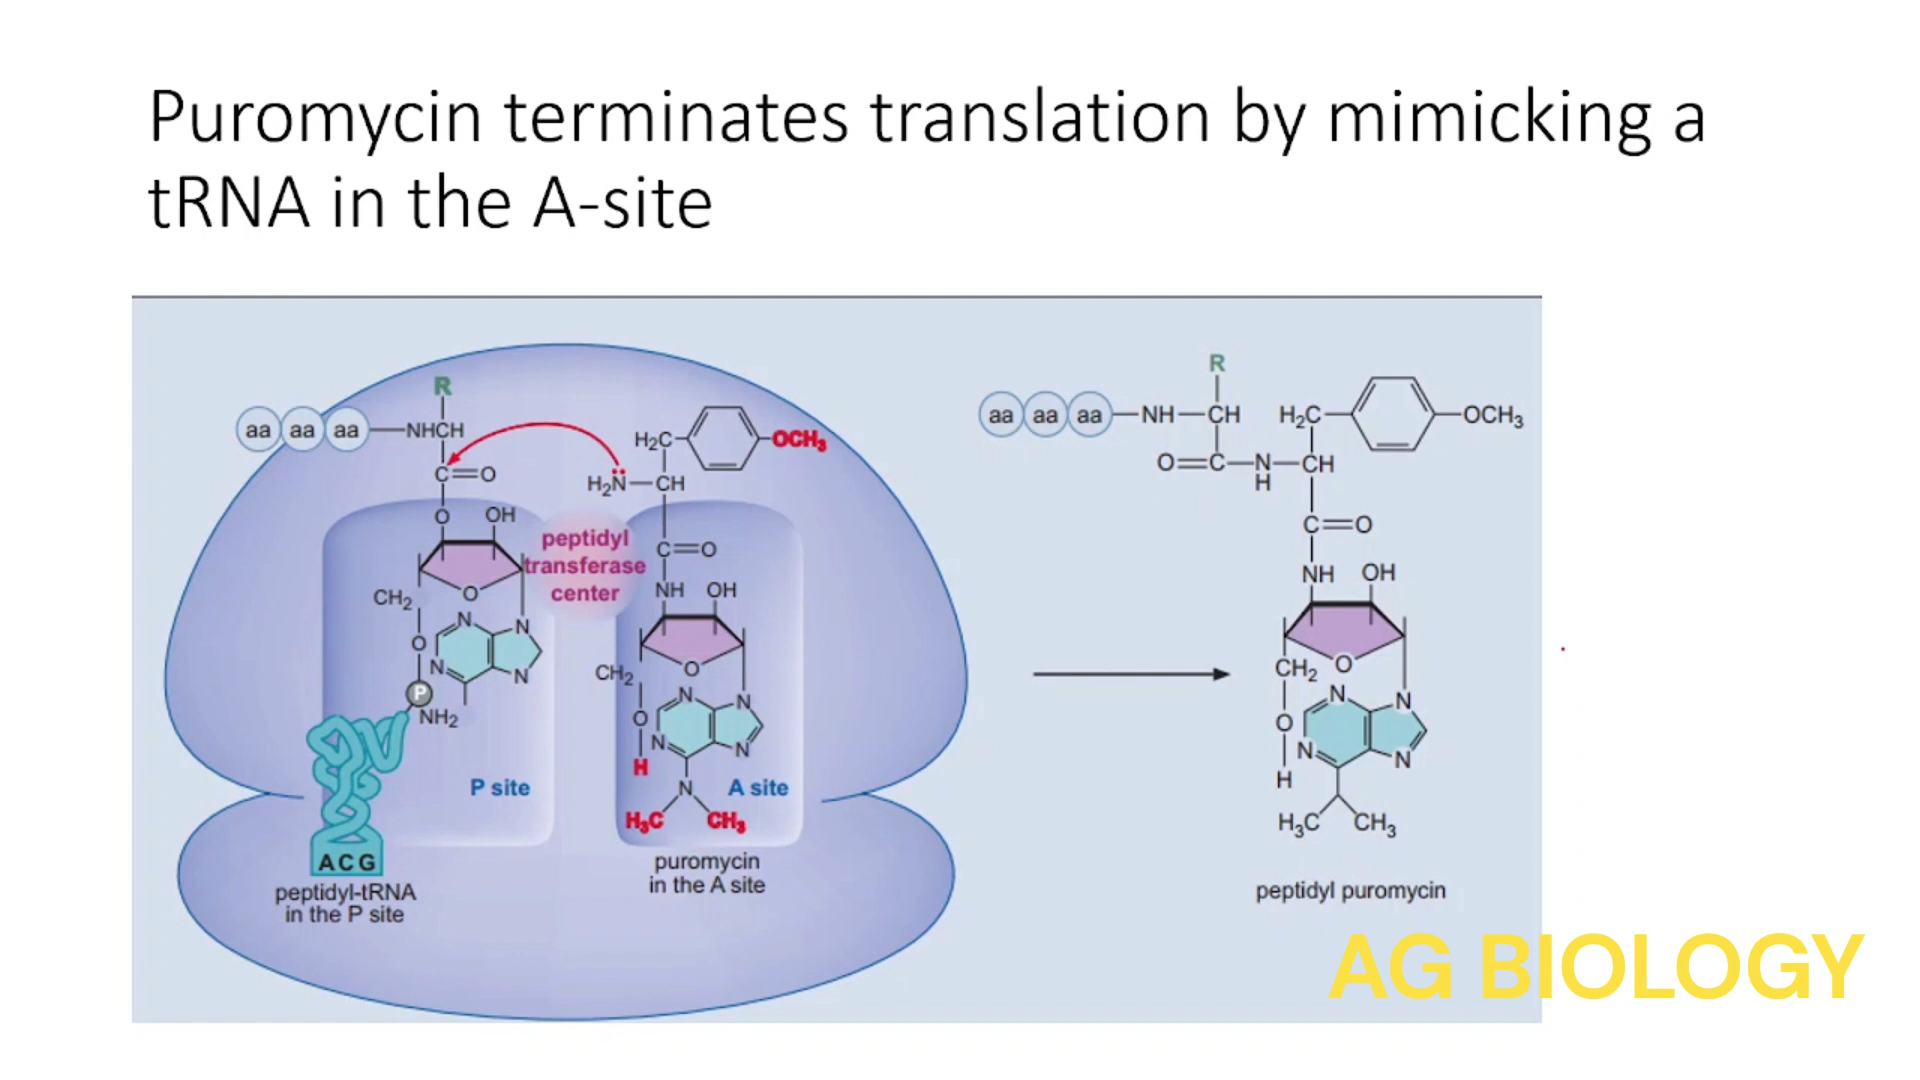 Puromycin terminates translation by mimicking a
tRNA in the A-site
R
aa aa aa NHCH
C=O
O OH
O
CH₂
O
P
N N
N N
NH₂
ACG
peptidyl-tRNA
in the P site
P site
peptidyl
transferase
center
H₂C OCH₃
H₂N̈—CH
C=O
NH OH
O
CH₂
O
H
N N
N N
N
H₃C CH₃
A site
puromycin
in the A site
R
aa aa aa NH—CH H₂C OCH₃
O=C—N—CH
H
C=O
NH OH
CH₂ O
N N
O
N N
H
H₃C CH₃
peptidyl puromycin
AG BIOLOGY